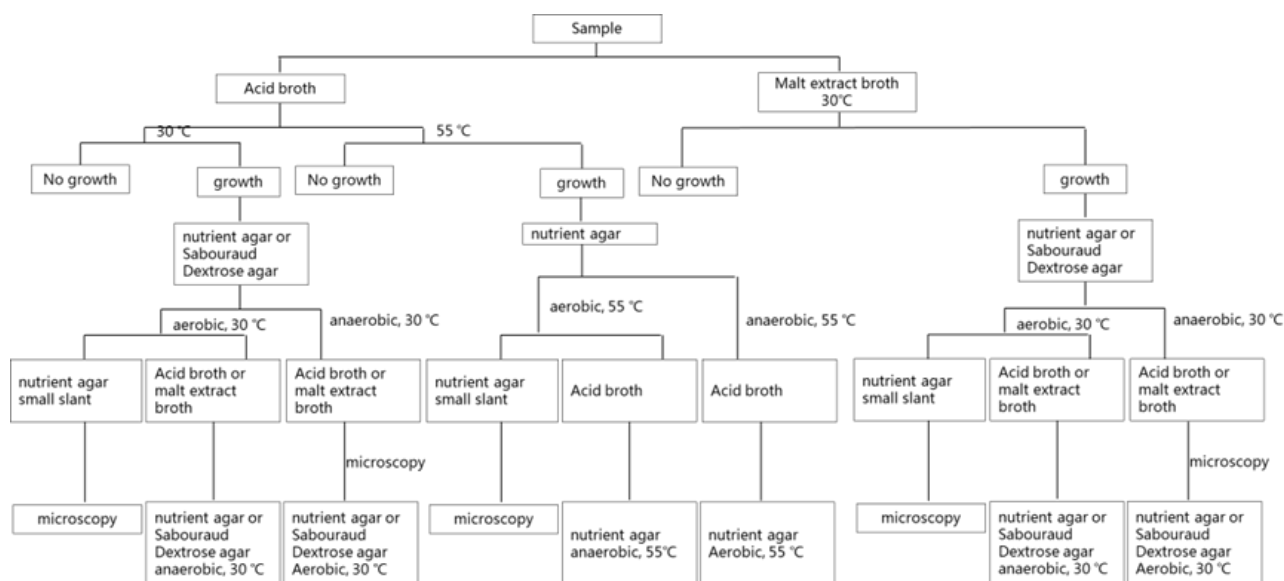 Sample
Acid broth
Malt extract broth
30℃
30 ℃
55 ℃
No growth
growth
No growth
growth
No growth
growth
nutrient agar or
Sabouraud
Dextrose agar
nutrient agar
nutrient agar or
Sabouraud
Dextrose agar
aerobic, 30 ℃
anaerobic, 30 ℃
aerobic, 55 ℃
anaerobic, 55 ℃
aerobic, 30 ℃
anaerobic, 30 ℃
nutrient agar
small slant
Acid broth or
malt extract
broth
Acid broth or
malt extract
broth
nutrient agar
small slant
Acid broth
Acid broth
nutrient agar
small slant
Acid broth or
malt extract
broth
Acid broth or
malt extract
broth
microscopy
microscopy
microscopy
nutrient agar or
Sabouraud
Dextrose agar
anaerobic, 30 ℃
nutrient agar or
Sabouraud
Dextrose agar
Aerobic, 30 ℃
microscopy
nutrient agar
anaerobic, 55℃
nutrient agar
Aerobic, 55 ℃
microscopy
nutrient agar or
Sabouraud
Dextrose agar
anaerobic, 30 ℃
nutrient agar or
Sabouraud
Dextrose agar
Aerobic, 30 ℃